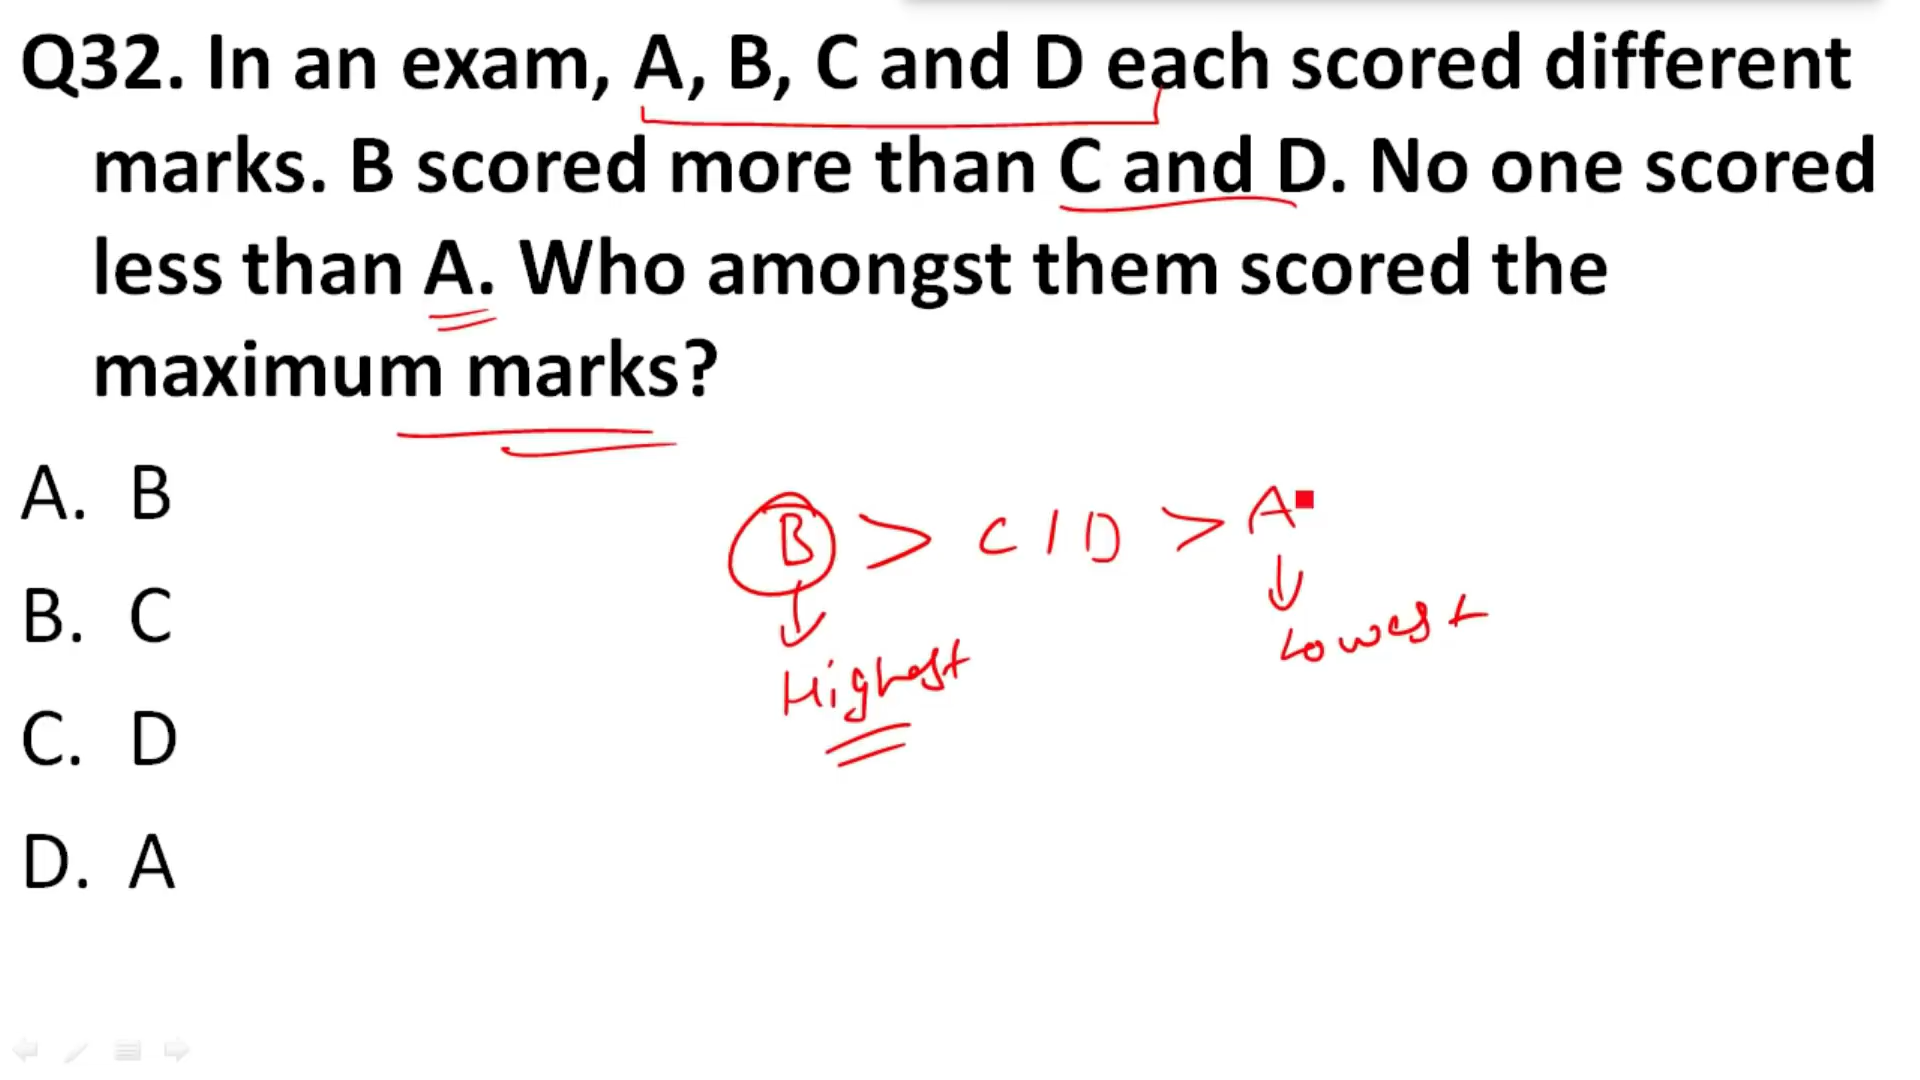 Q32. In an exam, A, B, C and D each scored different
marks. B scored more than C and D. No one scored
less than A. Who amongst them scored the
maximum marks?
A. B
B. C
C. D
D. A
B > C / D > A
Highest
Lowest